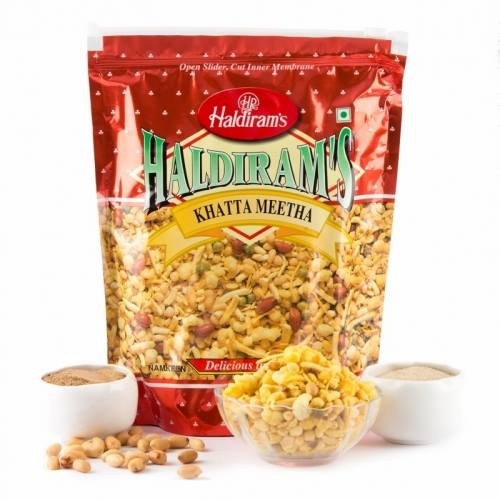 Open Slider, Cut Inner Membrane
HR
Haldiram's
HALDIRAM'S
KHATTA MEETHA
NAMKEEN
Delicious